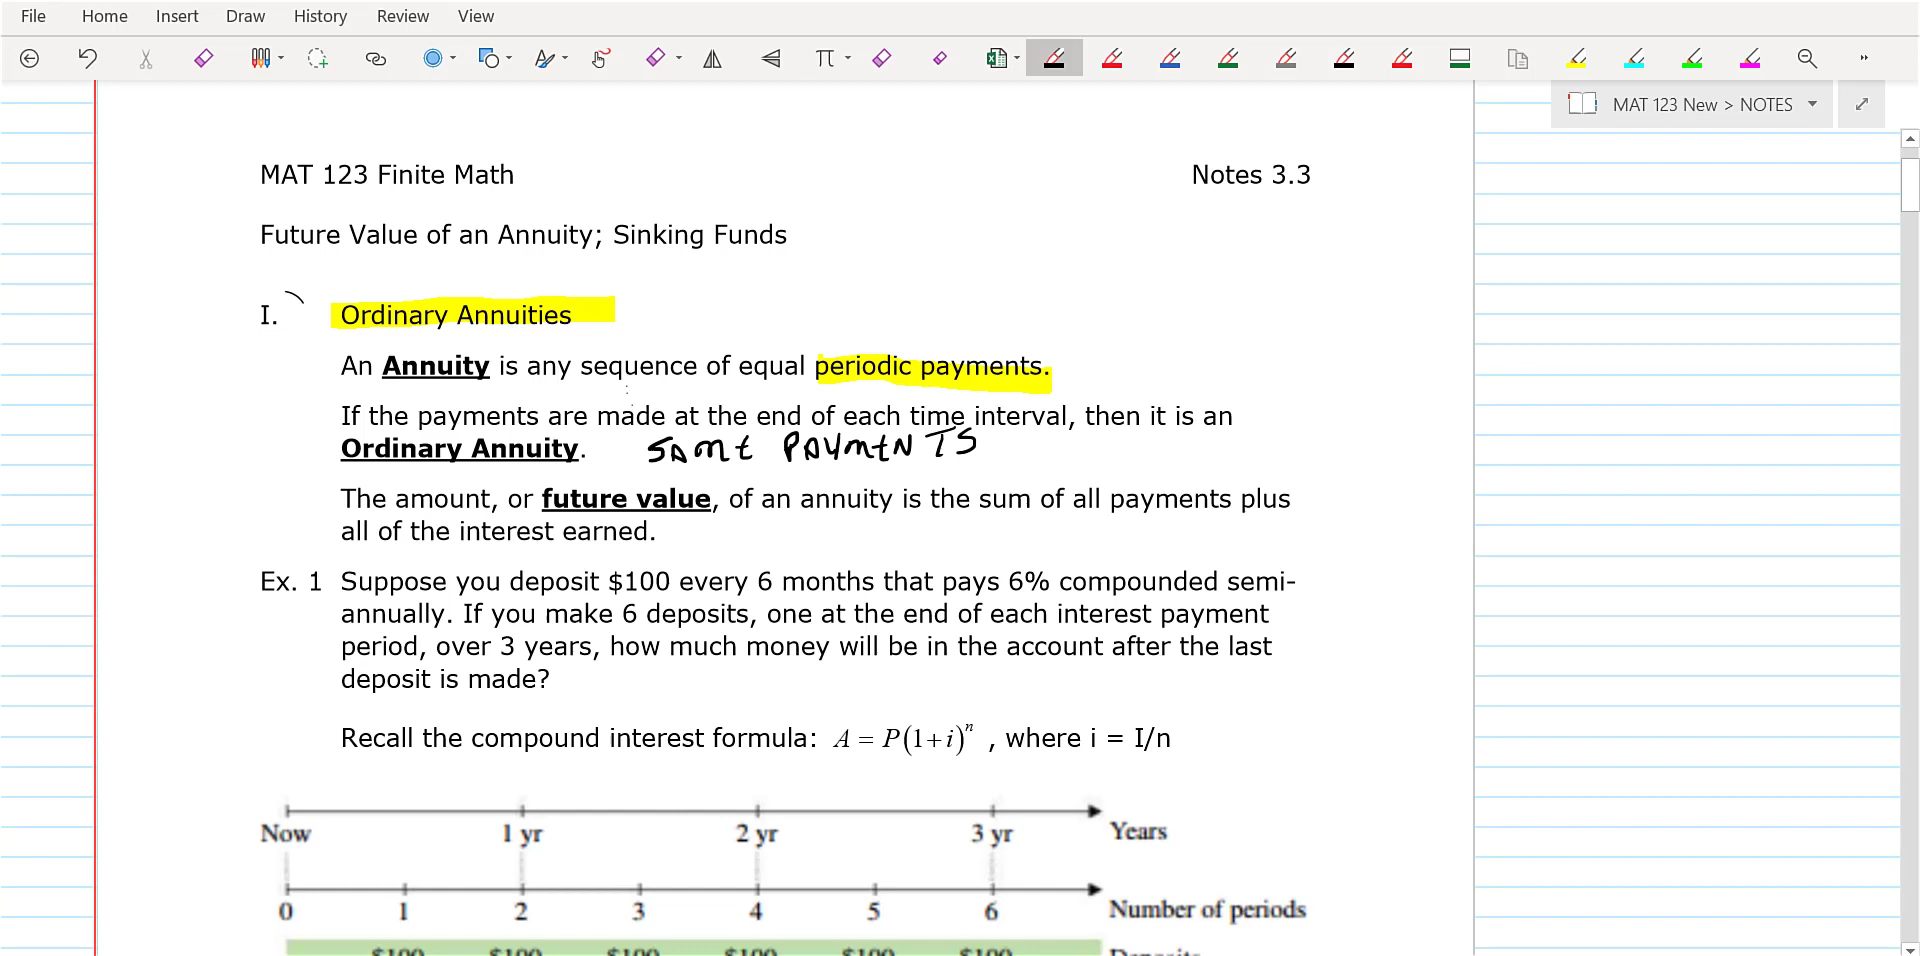 File Home Insert Draw History Review View
MAT 123 New > NOTES
MAT 123 Finite Math Notes 3.3
Future Value of an Annuity; Sinking Funds
I. Ordinary Annuities
An Annuity is any sequence of equal periodic payments.
If the payments are made at the end of each time interval, then it is an
Ordinary Annuity. SAME PAYMENTS
The amount, or future value, of an annuity is the sum of all payments plus
all of the interest earned.
Ex. 1 Suppose you deposit $100 every 6 months that pays 6% compounded semi-
annually. If you make 6 deposits, one at the end of each interest payment
period, over 3 years, how much money will be in the account after the last
deposit is made?
Recall the compound interest formula: A = P(1+i)^n , where i = I/n
Now 1 yr 2 yr 3 yr Years
0 1 2 3 4 5 6 Number of periods
$100 $100 $100 $100 $100 $100 Deposits